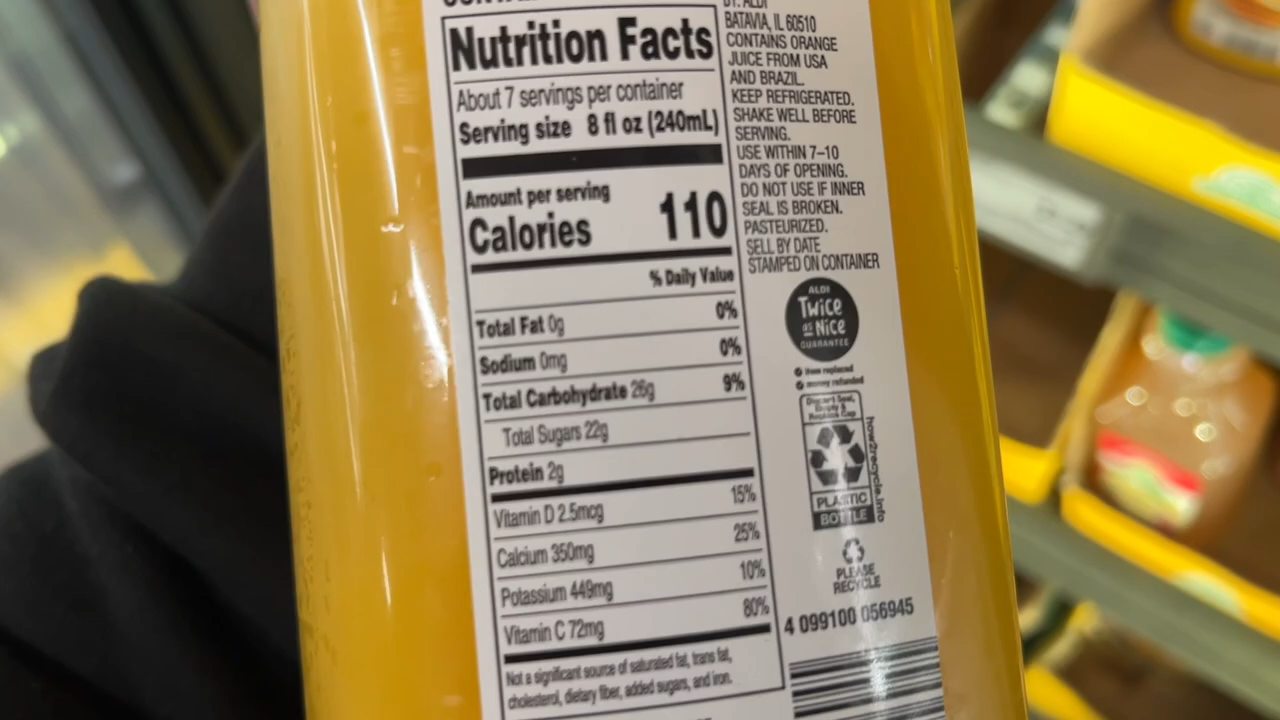 Nutrition Facts
About 7 servings per container
Serving size 8 fl oz (240mL)
Amount per serving
Calories 110
% Daily Value
Total Fat 0g 0%
Sodium 0mg 0%
Total Carbohydrate 26g 9%
Total Sugars 22g
Protein 2g
Vitamin D 2.5mcg 15%
Calcium 350mg 25%
Potassium 449mg 10%
Vitamin C 72mg 80%
Not a significant source of saturated fat, trans fat,
cholesterol, dietary fiber, added sugars, and iron.
BY: ALDI
BATAVIA, IL 60510
CONTAINS ORANGE
JUICE FROM USA
AND BRAZIL.
KEEP REFRIGERATED.
SHAKE WELL BEFORE
SERVING.
USE WITHIN 7–10
DAYS OF OPENING.
DO NOT USE IF INNER
SEAL IS BROKEN.
PASTEURIZED.
SELL BY DATE
STAMPED ON CONTAINER
ALDI
Twice
as Nice
GUARANTEE
item replaced
money refunded
Discard Seal,
Empty &
Replace Cap
PLASTIC
BOTTLE
how2recycle.info
PLEASE
RECYCLE
4 099100 056945